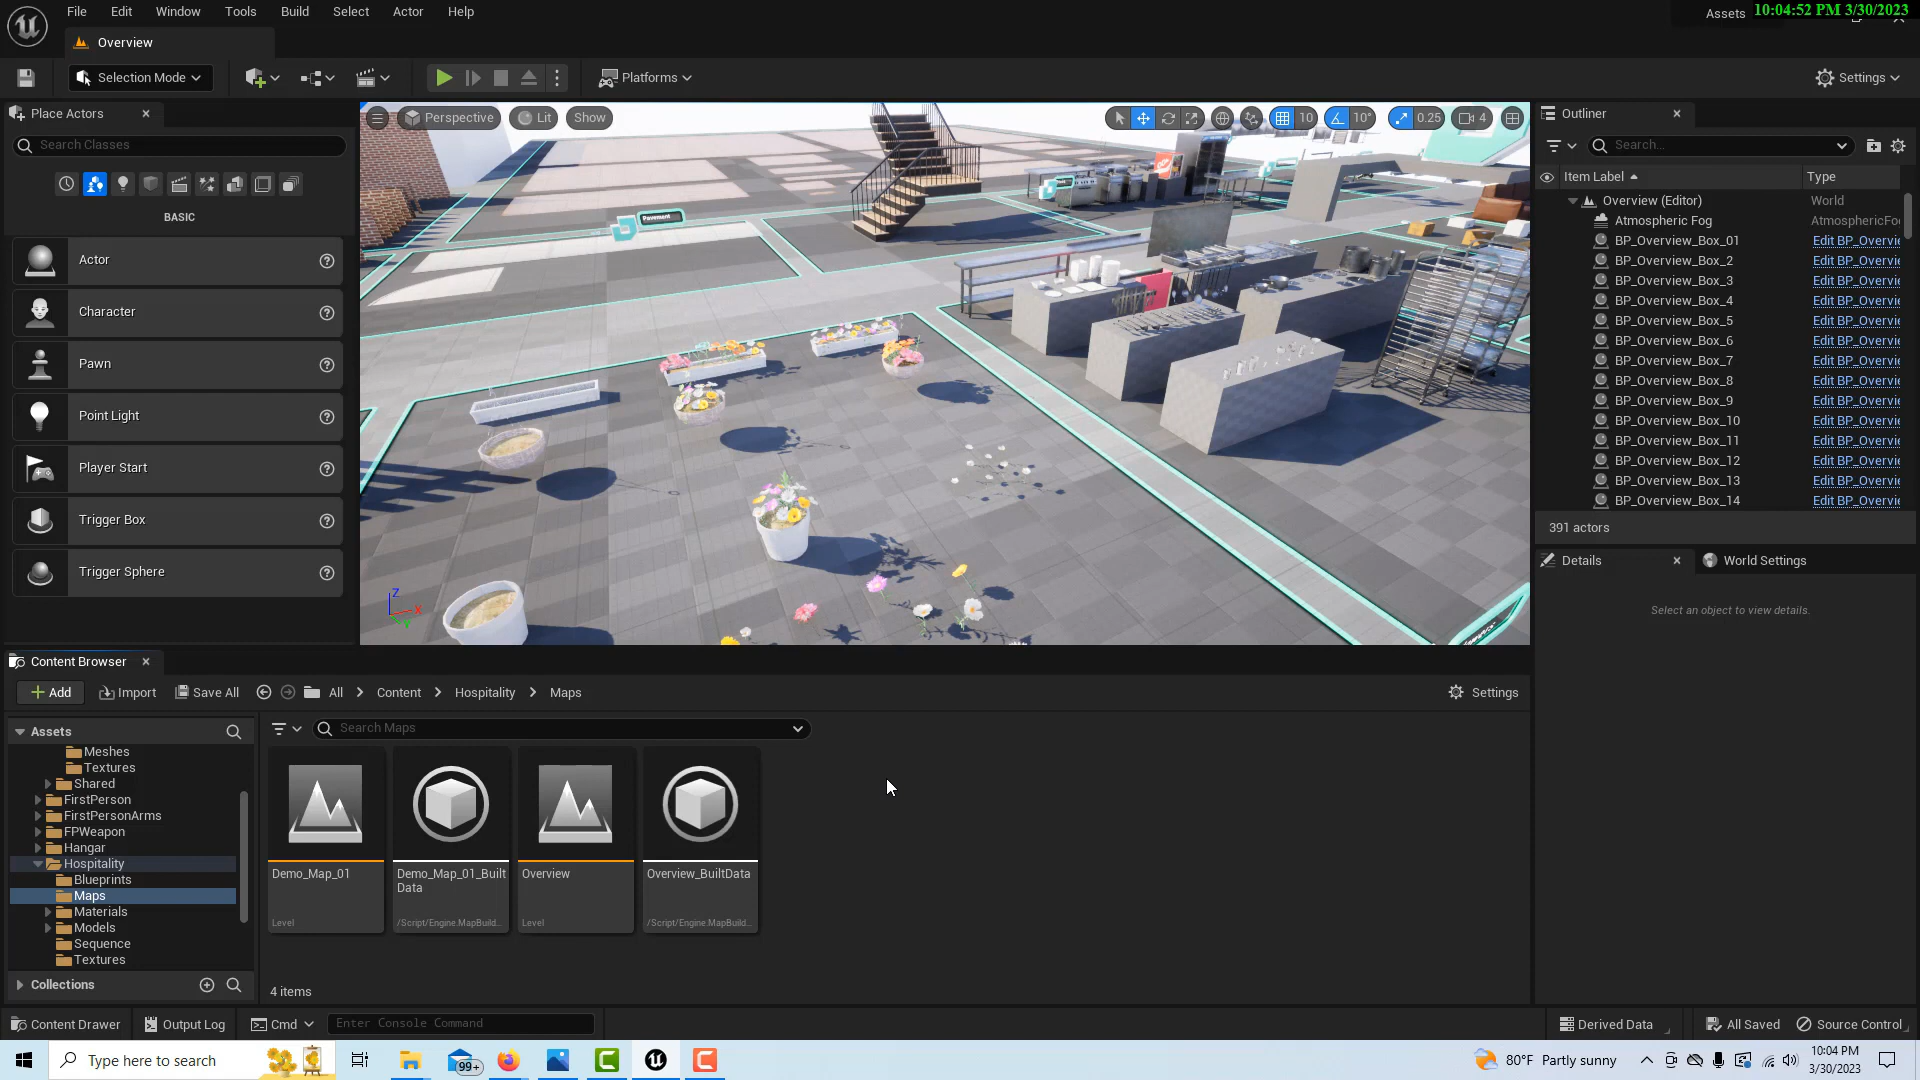 File Edit Window Tools Build Select Actor Help
Assets 10:04:52 PM 3/30/2023
Overview
Selection Mode
Platforms
Settings
Place Actors
Search Classes
BASIC
Actor
Character
Pawn
Point Light
Player Start
Trigger Box
Trigger Sphere
Perspective Lit Show
10 10° 0.25 4
Pavement
Z
X
Y
Outliner
Search...
Item Label Type
Overview (Editor) World
Atmospheric Fog AtmosphericFo
BP_Overview_Box_01 Edit BP_Overvie
BP_Overview_Box_2 Edit BP_Overvie
BP_Overview_Box_3 Edit BP_Overvie
BP_Overview_Box_4 Edit BP_Overvie
BP_Overview_Box_5 Edit BP_Overvie
BP_Overview_Box_6 Edit BP_Overvie
BP_Overview_Box_7 Edit BP_Overvie
BP_Overview_Box_8 Edit BP_Overvie
BP_Overview_Box_9 Edit BP_Overvie
BP_Overview_Box_10 Edit BP_Overvie
BP_Overview_Box_11 Edit BP_Overvie
BP_Overview_Box_12 Edit BP_Overvie
BP_Overview_Box_13 Edit BP_Overvie
BP_Overview_Box_14 Edit BP_Overvie
391 actors
Details World Settings
Select an object to view details.
Content Browser
Add Import Save All All Content Hospitality Maps Settings
Assets
Meshes
Textures
Shared
FirstPerson
FirstPersonArms
FPWeapon
Hangar
Hospitality
Blueprints
Maps
Materials
Models
Sequence
Textures
Collections
Search Maps
Demo_Map_01
Level
Demo_Map_01_Built
Data
/Script/Engine.MapBuild...
Overview
Level
Overview_BuiltData
/Script/Engine.MapBuild...
4 items
Content Drawer Output Log Cmd Enter Console Command Derived Data All Saved Source Control
Type here to search
99+
80°F Partly sunny
10:04 PM
3/30/2023